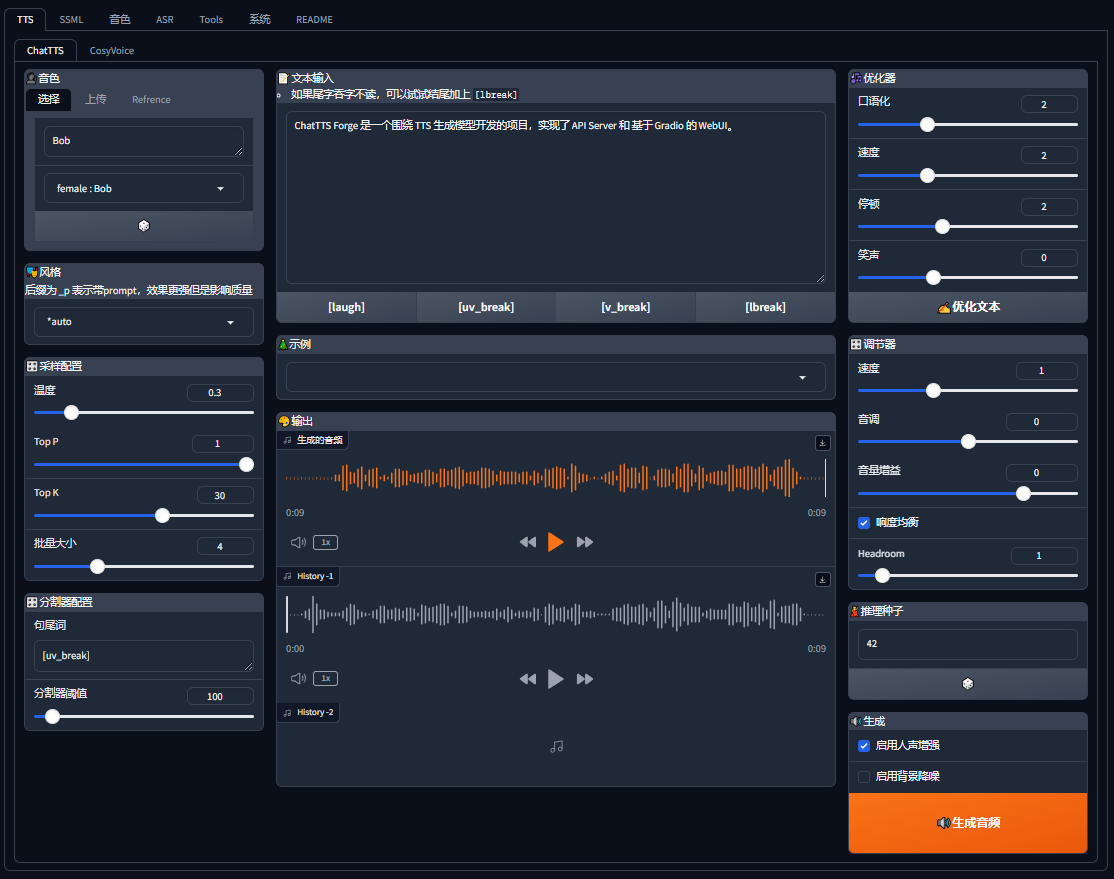 TTS SSML 音色 ASR Tools 系统 README
ChatTTS CosyVoice
音色
选择 上传 Refrence
Bob
female : Bob
风格
后缀为 _p 表示带prompt，效果更强但是影响质量
*auto
采样配置
温度 0.3
Top P 1
Top K 30
批量大小 4
分割器配置
句尾词
[uv_break]
分割器阈值 100
文本输入
如果尾字吞字不读，可以试试结尾加上 [lbreak]
ChatTTS Forge 是一个围绕 TTS 生成模型开发的项目，实现了 API Server 和 基于 Gradio 的 WebUI。
[laugh] [uv_break] [v_break] [lbreak]
示例
输出
生成的音频
0:09 0:09
1x
History -1
0:00 0:09
1x
History -2
优化器
口语化 2
速度 2
停顿 2
笑声 0
优化文本
调节器
速度 1
音调 0
音量增益 0
响度均衡
Headroom 1
推理种子
42
生成
启用人声增强
启用背景降噪
生成音频